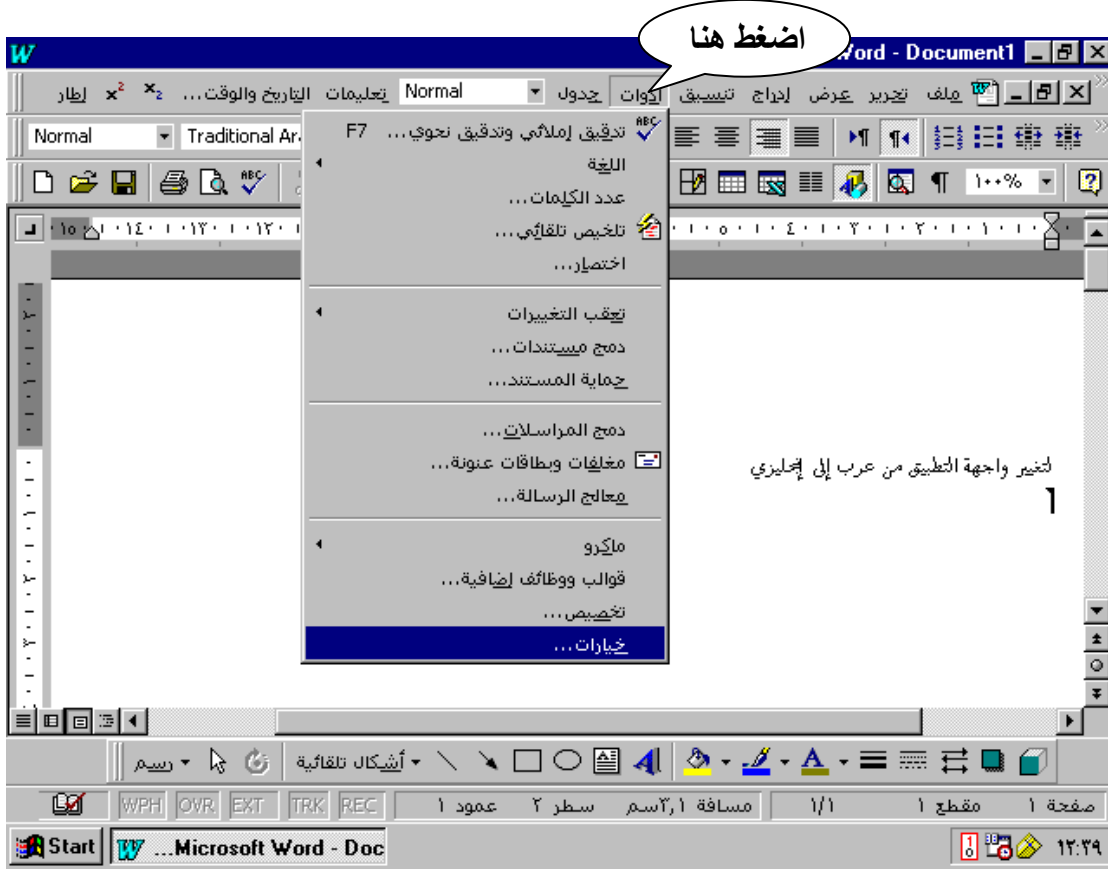 اضغط هنا
Word - Document1
ملف تحرير عرض إدراج تنسيق أدوات جدول Normal تعليمات التاريخ والوقت... x₂ x² إطار
Normal Traditional Ar
١٠٠%
تدقيق إملائي وتدقيق نحوي... F7
اللغة
عدد الكلمات...
تلخيص تلقائي...
اختصار...
تعقب التغييرات
دمج مستندات...
حماية المستند...
دمج المراسلات...
مغلفات وبطاقات عنونة...
معالج الرسالة...
ماكرو
قوالب ووظائف إضافية...
تخصيص...
خيارات...
لتغيير واجهة التطبيق من عرب إلى إنجليزي
رسم أشكال تلقائية
صفحة ١ مقطع ١ ١/١ مسافة ٣,١سم سطر ٢ عمود ١ REC TRK EXT OVR WPH
Start Microsoft Word - Doc... ١٢:٣٩